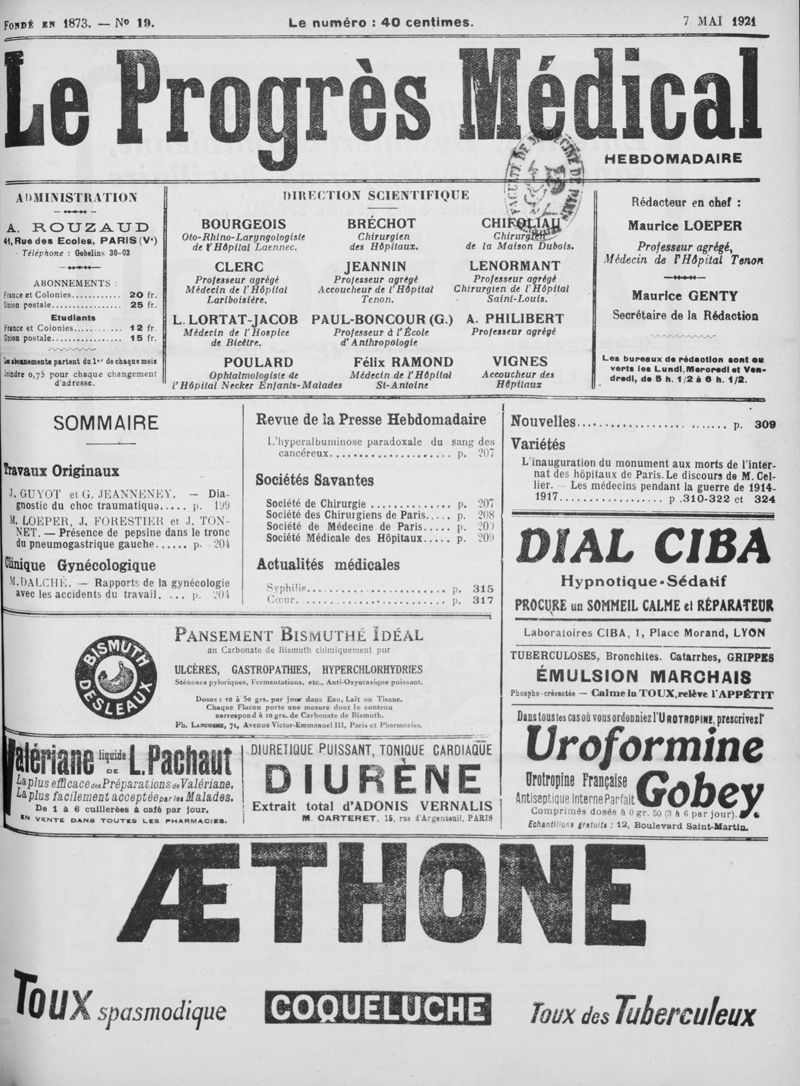 FONDÉ EN 1873. — No 19.
Le numéro : 40 centimes.
7 MAI 1921
Le Progrès Médical
HEBDOMADAIRE
FACULTÉ DE MÉDECINE DE PARIS
ADMINISTRATION
A. ROUZAUD
41, Rue des Ecoles, PARIS (Ve)
Téléphone : Gobelins 30-03
ABONNEMENTS :
France et Colonies............ 20 fr.
Union postale.................. 25 fr.
Etudiants
France et Colonies........... 12 fr.
Union postale.................. 15 fr.
Les abonnements partent du 1er de chaque mois
Joindre 0,75 pour chaque changement
d'adresse.
DIRECTION SCIENTIFIQUE
BOURGEOIS
Oto-Rhino-Laryngologiste
de l'Hôpital Laennec.
BRÉCHOT
Chirurgien
des Hôpitaux.
CHIFOLIAU
Chirurgien
de la Maison Dubois.
CLERC
Professeur agrégé
Médecin de l'Hôpital
Lariboisière.
JEANNIN
Professeur agrégé
Accoucheur de l'Hôpital
Tenon.
LENORMANT
Professeur agrégé
Chirurgien de l'Hôpital
Saint-Louis.
L. LORTAT-JACOB
Médecin de l'Hospice
de Bicêtre.
PAUL-BONCOUR (G.)
Professeur à l'École
d'Anthropologie
A. PHILIBERT
Professeur agrégé
POULARD
Ophtalmologiste de
l'Hôpital Necker Enfants-Malades
Félix RAMOND
Médecin de l'Hôpital
St-Antoine
VIGNES
Accoucheur des
Hôpitaux
Rédacteur en chef :
Maurice LOEPER
Professeur agrégé,
Médecin de l'Hôpital Tenon
Maurice GENTY
Secrétaire de la Rédaction
Les bureaux de rédaction sont ou
verts les Lundi, Mercredi et Ven-
dredi, de 5 h. 1/2 à 6 h. 1/2.
SOMMAIRE
Travaux Originaux
J. GUYOT et G. JEANNENEY. — Dia-
gnostic du choc traumatique...... p. 199
M. LOEPER, J. FORESTIER et J. TON-
NET. — Présence de pepsine dans le tronc
du pneumogastrique gauche...... p. 204
Clinique Gynécologique
M. DALCHÉ. — Rapports de la gynécologie
avec les accidents du travail. ... p. 204
Revue de la Presse Hebdomadaire
L'hyperalbuminose paradoxale du sang des
cancéreux..................... p. 207
Sociétés Savantes
Société de Chirurgie ............... p. 207
Société des Chirurgiens de Paris..... p. 208
Société de Médecine de Paris...... p.
Société Médicale des Hôpitaux..... p. 209
Actualités médicales
Syphilis......................... p. 315
Cœur........................... p. 317
Nouvelles............................ p. 309
Variétés
L'inauguration du monument aux morts de l'inter-
nat des hôpitaux de Paris. Le discours de M. Cel-
lier. — Les médecins pendant la guerre de 1914-
1917.................. p .310-322 et 324
DIAL CIBA
Hypnotique-Sédatif
PROCURE un SOMMEIL CALME et RÉPARATEUR
Laboratoires CIBA, 1, Place Morand, LYON
TUBERCULOSES, Bronchites. Catarrhes, GRIPPES
ÉMULSION MARCHAIS
Phospho-créosotée — Calme la TOUX, relève l'APPÉTIT
BISMUTH
DESLEAUX
PANSEMENT BISMUTHÉ IDÉAL
au Carbonate de Bismuth chimiquement pur
ULCÈRES, GASTROPATHIES, HYPERCHLORHYDRIES
Sténoses pyloriques, Fermentations, etc., Anti-Oxyurasique puissant.
Doses: 10 à 50 grs. par jour dans Eau, Lait ou Tisane.
Chaque Flacon porte une mesure dont le contenu
correspond à 10 grs. de Carbonate de Bismuth.
Ph. LANCOSME, 71, Avenue Victor-Emmanuel III, Paris et Pharmacies.
Valériane liquide DE L. Pachaut
La plus efficace des Préparations de Valériane.
La plus facilement acceptée par les Malades.
De 1 à 6 cuillerées à café par jour.
EN VENTE DANS TOUTES LES PHARMACIES.
DIURETIQUE PUISSANT, TONIQUE CARDIAQUE
DIURÈNE
Extrait total d'ADONIS VERNALIS
M. CARTERET, 15, rue d'Argenteuil, PARIS
Dans tous les cas où vous ordonniez l'UROTROPINE, prescrivez l'
Uroformine
Urotropine Française
Gobey
Antiseptique Interne Parfait
Comprimés dosés à 0 gr. 50 (3 à 6 par jour).
Echantillons gratuits : 12, Boulevard Saint-Martin.
ÆTHONE
Toux spasmodique
COQUELUCHE
Toux des Tuberculeux